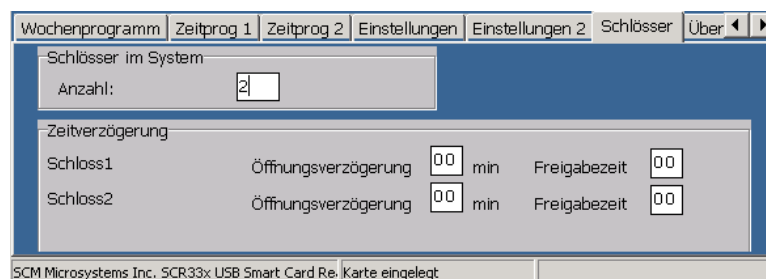 Wochenprogramm Zeitprog 1 Zeitprog 2 Einstellungen Einstellungen 2 Schlösser Über
Schlösser im System
Anzahl: 2
Zeitverzögerung
Schloss1 Öffnungsverzögerung 00 min Freigabezeit 00
Schloss2 Öffnungsverzögerung 00 min Freigabezeit 00
SCM Microsystems Inc. SCR33x USB Smart Card Re. Karte eingelegt